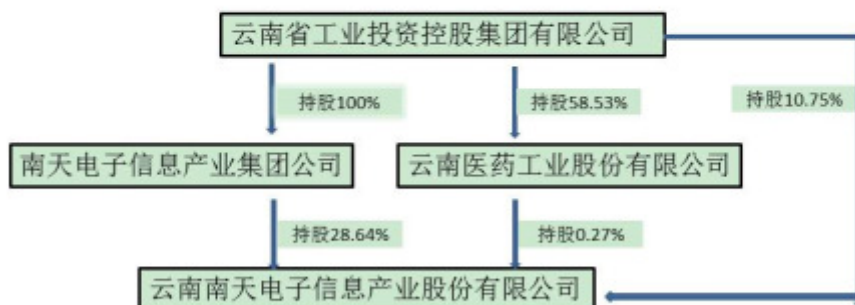 云南省工业投资控股集团有限公司
持股100%
持股58.53%
持股10.75%
南天电子信息产业集团公司
云南医药工业股份有限公司
持股28.64%
持股0.27%
云南南天电子信息产业股份有限公司